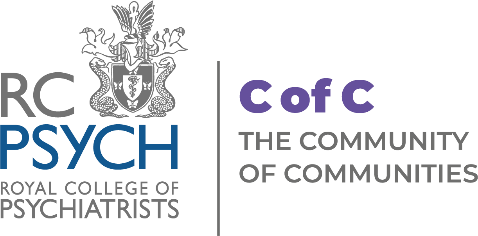 RC
PSYCH
ROYAL COLLEGE OF
PSYCHIATRISTS
C of C
THE COMMUNITY
OF COMMUNITIES